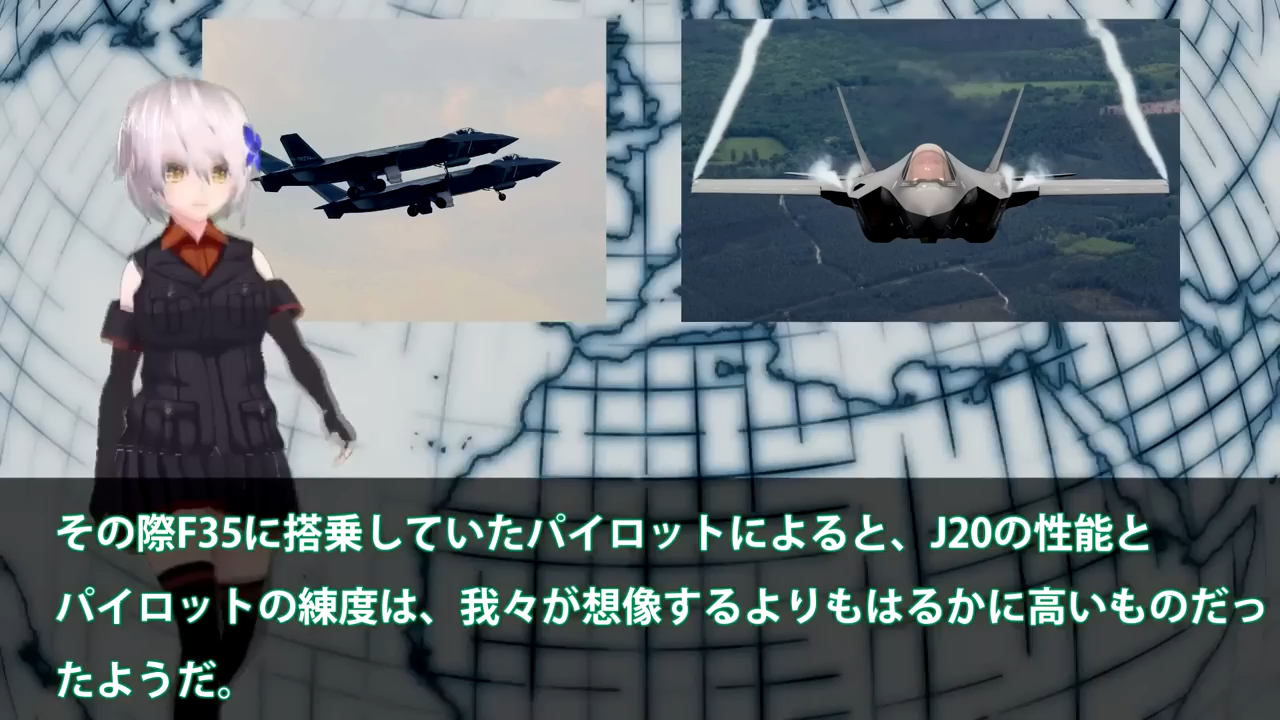 その際F35に搭乗していたパイロットによると、J20の性能と
パイロットの練度は、我々が想像するよりもはるかに高いものだっ
たようだ。